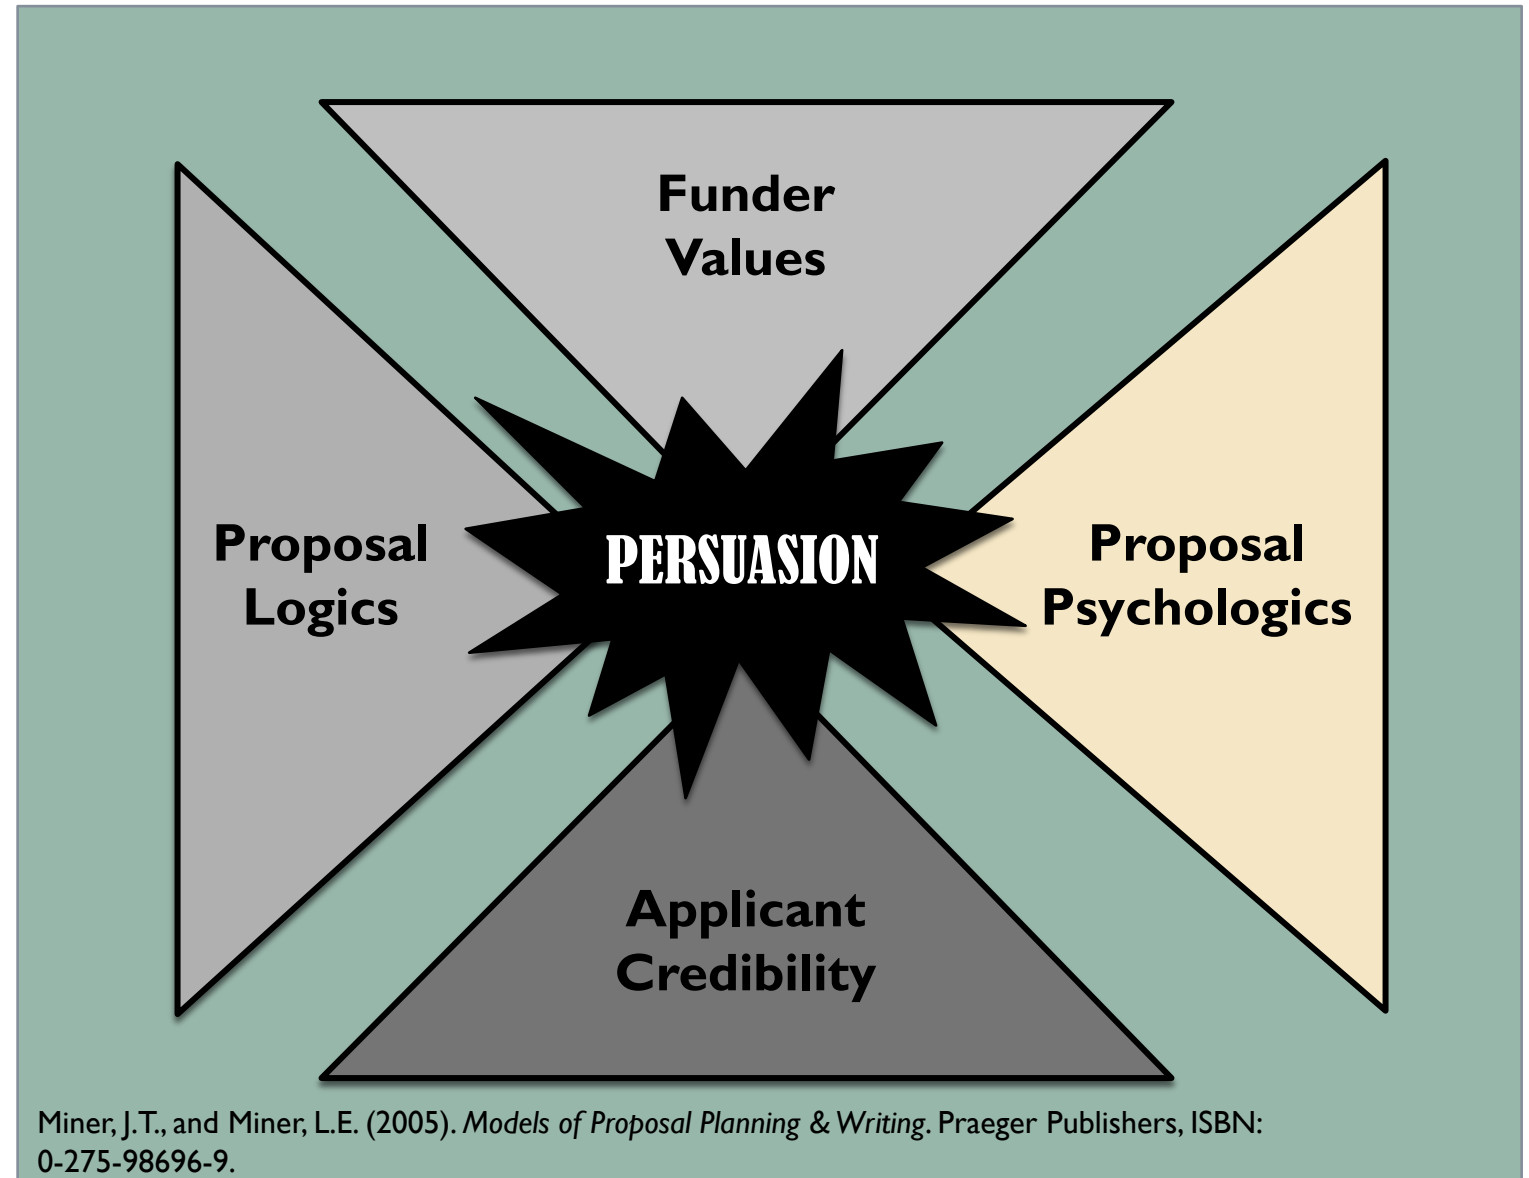 Funder
Values
Proposal
Logics
PERSUASION
Proposal
Psychologics
Applicant
Credibility
Miner, J.T., and Miner, L.E. (2005). Models of Proposal Planning & Writing. Praeger Publishers, ISBN:
0-275-98696-9.